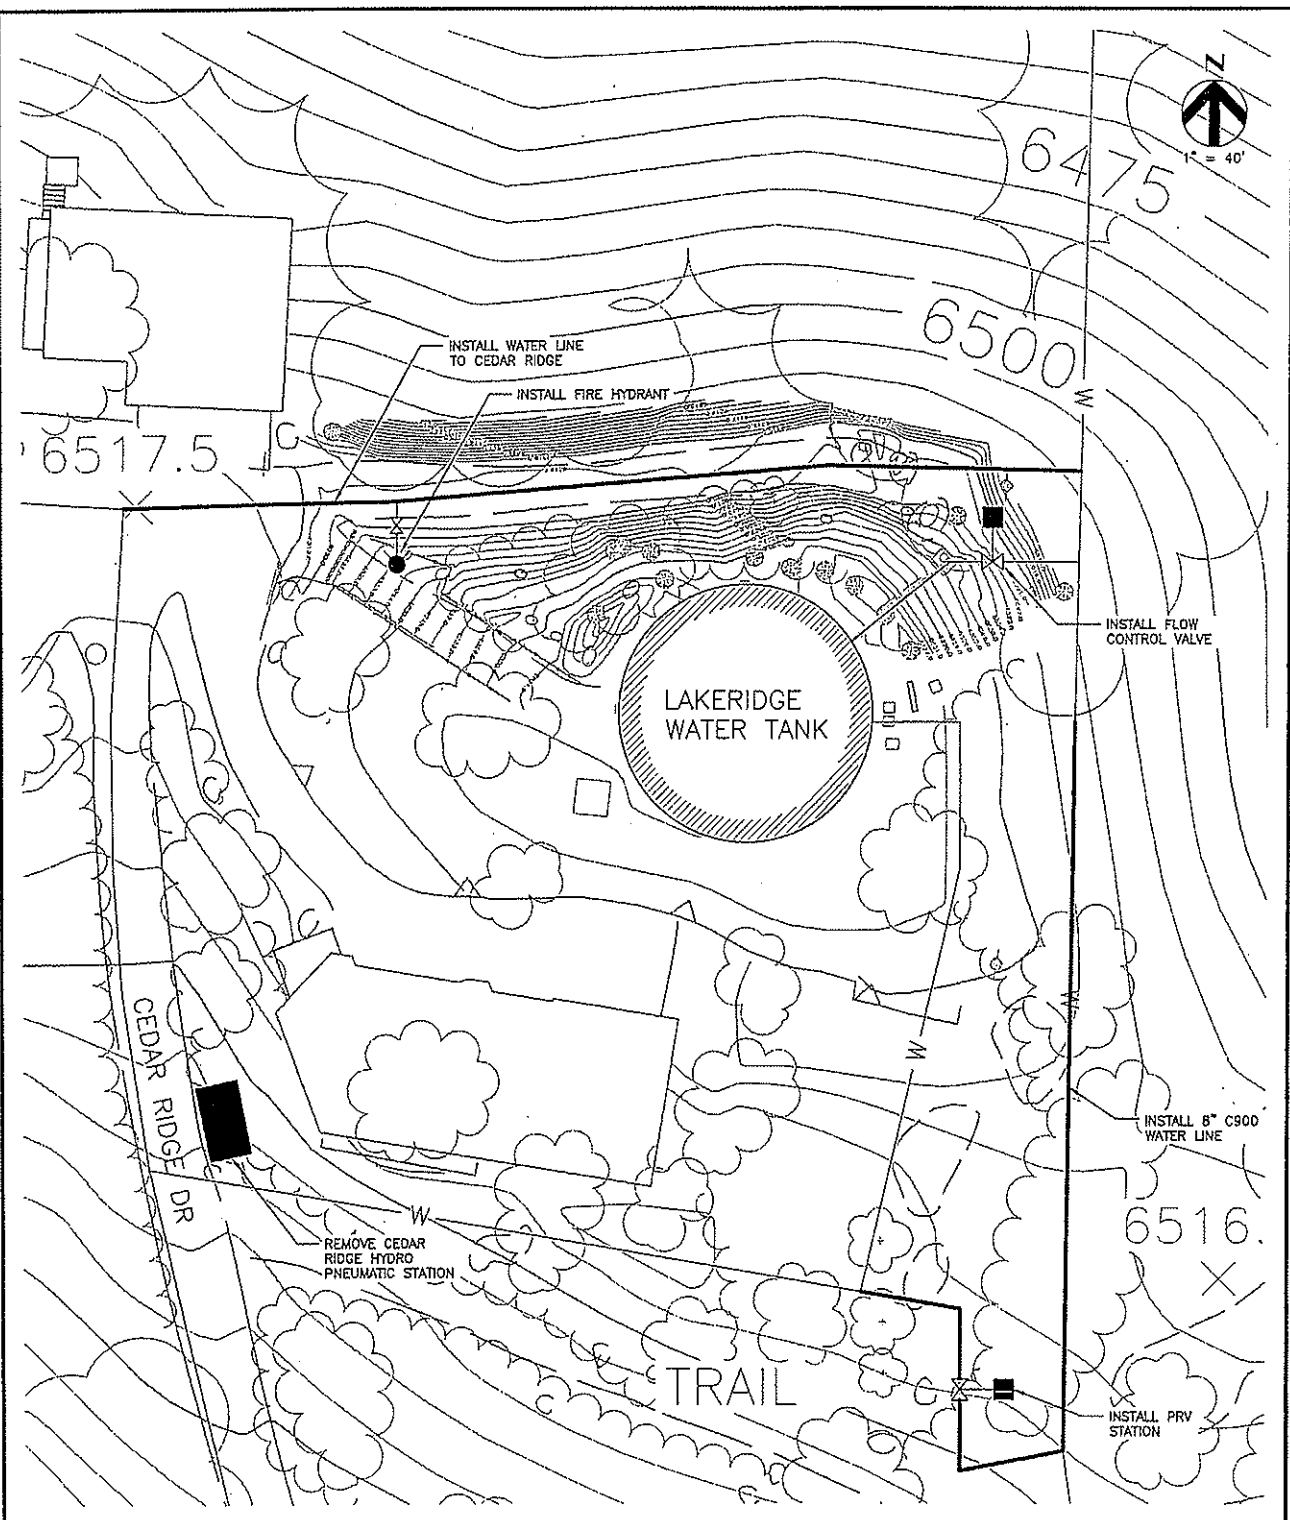 N
1" = 40'
6475
6500
INSTALL WATER LINE
TO CEDAR RIDGE
INSTALL FIRE HYDRANT
W
6517.5
INSTALL FLOW
CONTROL VALVE
LAKERIDGE
WATER TANK
W
CEDAR RIDGE DR
W
INSTALL 8" C900
WATER LINE
W
6516.
REMOVE CEDAR
RIDGE HYDRO
PNEUMATIC STATION
TRAIL
INSTALL PRV
STATION